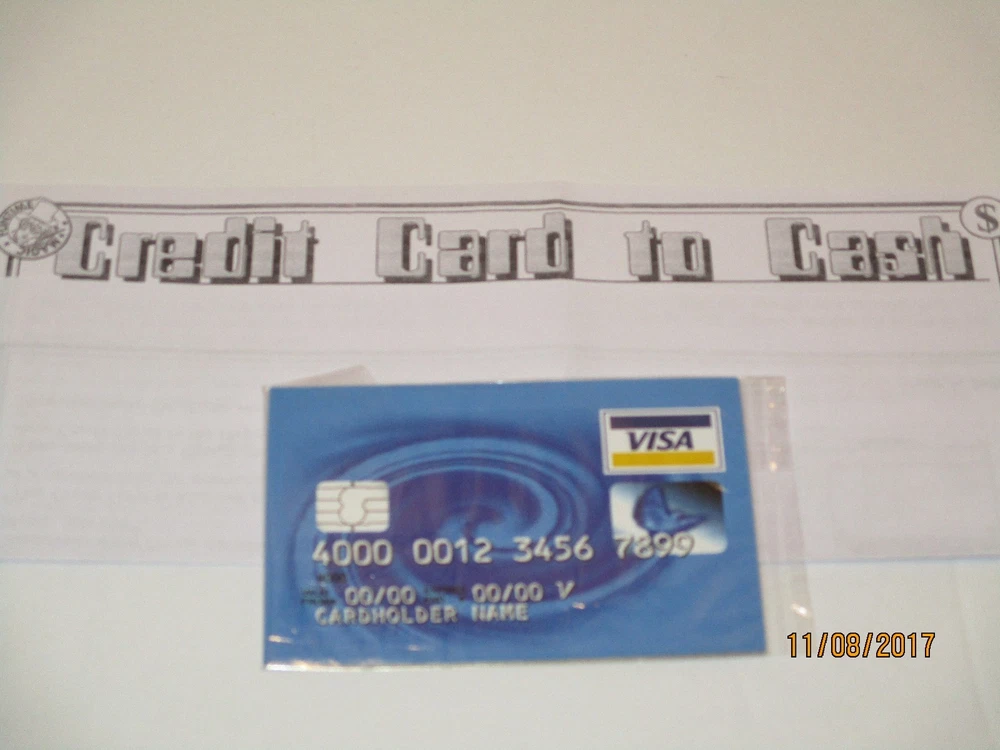 Credit Card to Cash
$
VISA
4000 0012 3456 7899
00/00 00/00 V
CARDHOLDER NAME
11/08/2017